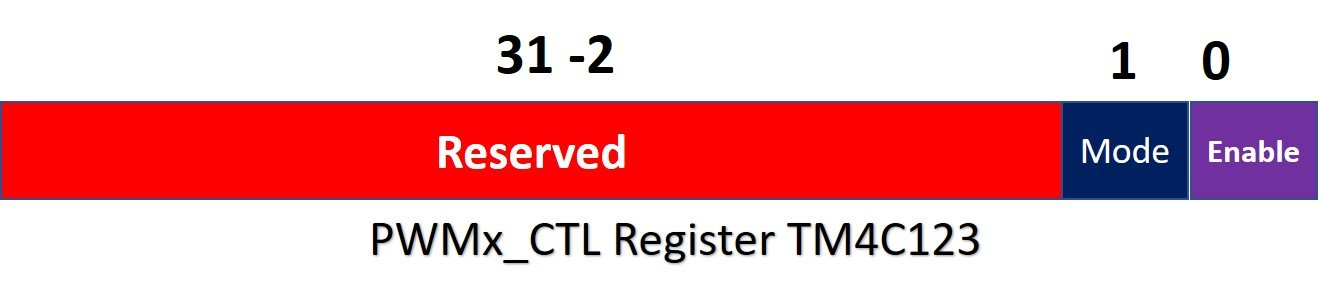 31 -2 1 0
Reserved Mode Enable
PWMx_CTL Register TM4C123